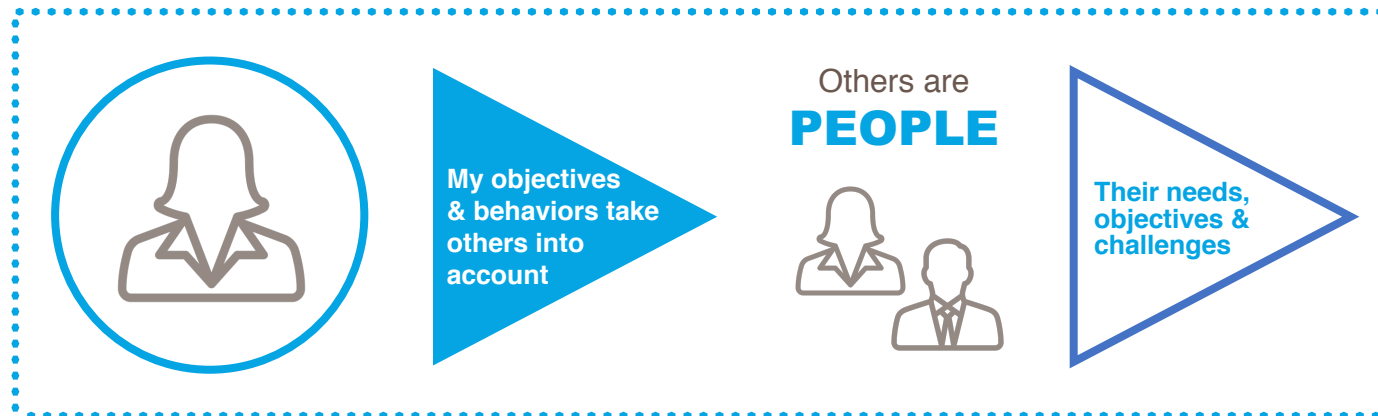 My objectives
& behaviors take
others into
account
Others are
PEOPLE
Their needs,
objectives &
challenges